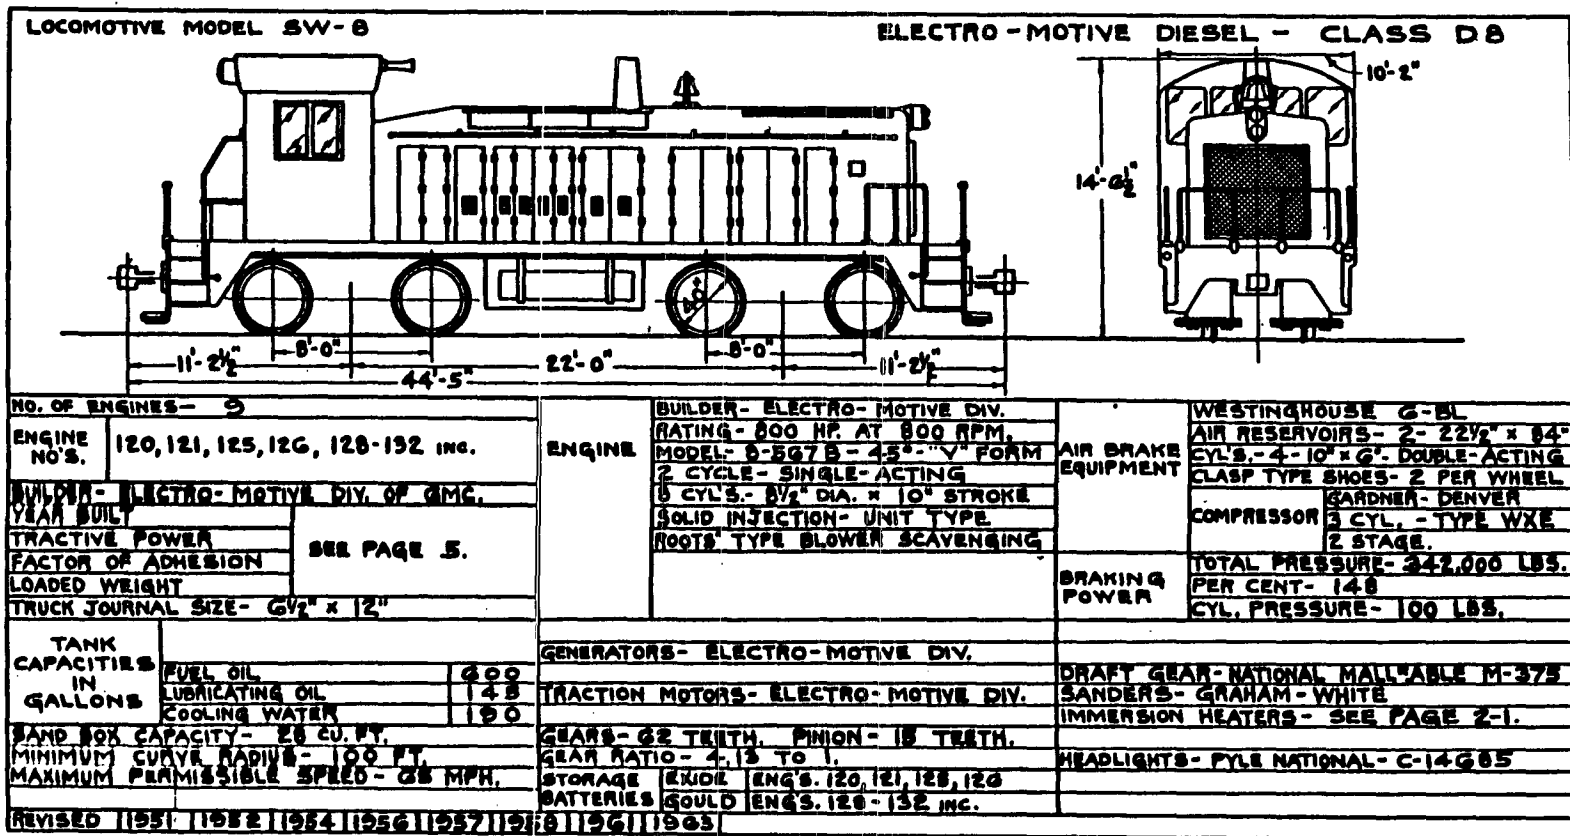 LOCOMOTIVE MODEL SW-8
ELECTRO-MOTIVE DIESEL - CLASS D8
10'-2"
14'-6½"
40"
8'-0"
8'-0"
11'-2½"
22'-0"
11'-2½"
44'-5"
NO. OF ENGINES- 9
ENGINE NO'S.
120, 121, 125, 126, 128-132 INC.
BUILDER- ELECTRO-MOTIVE DIV. OF GMC.
YEAR BUILT
TRACTIVE POWER
FACTOR OF ADHESION
LOADED WEIGHT
SEE PAGE 5.
TRUCK JOURNAL SIZE- 6½" x 12"
TANK CAPACITIES IN GALLONS
FUEL OIL 600
LUBRICATING OIL
COOLING WATER
SAND BOX CAPACITY- 28 CU. FT.
MINIMUM CURVE RADIUS- 100 FT.
MAXIMUM PERMISSIBLE SPEED- 65 MPH.
ENGINE
BUILDER- ELECTRO-MOTIVE DIV.
RATING- 800 HP. AT 800 RPM.
MODEL- 8-567B - 45°-"V" FORM
2 CYCLE- SINGLE-ACTING
8 CYL'S.- 8½" DIA. x 10" STROKE
SOLID INJECTION- UNIT TYPE
ROOTS' TYPE BLOWER SCAVENGING
GENERATORS- ELECTRO-MOTIVE DIV.
TRACTION MOTORS- ELECTRO-MOTIVE DIV.
GEARS- 62 TEETH. PINION- 15 TEETH.
GEAR RATIO- 4.13 TO 1.
STORAGE BATTERIES
EXIDE ENG'S. 120, 121, 125, 126
GOULD ENGS. 128-132 INC.
AIR BRAKE EQUIPMENT
WESTINGHOUSE 6-BL
AIR RESERVOIRS- 2- 22½" x 84"
CYL'S.- 4-10" x 6"- DOUBLE-ACTING
CLASP TYPE SHOES- 2 PER WHEEL
COMPRESSOR
GARDNER-DENVER
3 CYL. - TYPE WXE
2 STAGE.
BRAKING POWER
TOTAL PRESSURE- 342,000 LBS.
PER CENT- 148
CYL. PRESSURE- 100 LBS.
DRAFT GEAR- NATIONAL MALLEABLE M-375
SANDERS- GRAHAM-WHITE
IMMERSION HEATERS- SEE PAGE 2-1.
HEADLIGHTS- PYLE NATIONAL- C-14685
REVISED 1951 1952 1954 1956 1957 1958 1961 1963